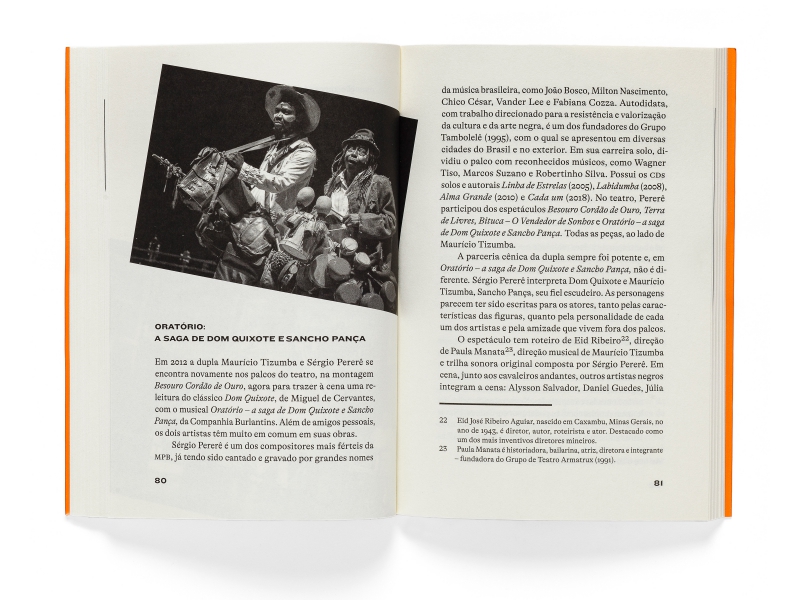 ORATÓRIO:
A SAGA DE DOM QUIXOTE E SANCHO PANÇA
Em 2012 a dupla Maurício Tizumba e Sérgio Pererê se
encontra novamente nos palcos do teatro, na montagem
Besouro Cordão de Ouro, agora para trazer à cena uma re-
leitura do clássico Dom Quixote, de Miguel de Cervantes,
com o musical Oratório – a saga de Dom Quixote e Sancho
Pança, da Companhia Burlantins. Além de amigos pessoais,
os dois artistas têm muito em comum em suas obras.
Sérgio Pererê é um dos compositores mais férteis da
MPB, já tendo sido cantado e gravado por grandes nomes
80
da música brasileira, como João Bosco, Milton Nascimento,
Chico César, Vander Lee e Fabiana Cozza. Autodidata,
com trabalho direcionado para a resistência e valorização
da cultura e da arte negra, é um dos fundadores do Grupo
Tambolelê (1995), com o qual se apresentou em diversas
cidades do Brasil e no exterior. Em sua carreira solo, di-
vidiu o palco com reconhecidos músicos, como Wagner
Tiso, Marcos Suzano e Robertinho Silva. Possui os CDs
solos e autorais Linha de Estrelas (2005), Labidumba (2008),
Alma Grande (2010) e Cada um (2018). No teatro, Pererê
participou dos espetáculos Besouro Cordão de Ouro, Terra
de Livres, Bituca – O Vendedor de Sonhos e Oratório – a saga
de Dom Quixote e Sancho Pança. Todas as peças, ao lado de
Maurício Tizumba.
A parceria cênica da dupla sempre foi potente e, em
Oratório – a saga de Dom Quixote e Sancho Pança, não é di-
ferente. Sérgio Pererê interpreta Dom Quixote e Maurício
Tizumba, Sancho Pança, seu fiel escudeiro. As personagens
parecem ter sido escritas para os atores, tanto pelas carac-
terísticas das figuras, quanto pela personalidade de cada
um dos artistas e pela amizade que vivem fora dos palcos.
O espetáculo tem roteiro de Eid Ribeiro22, direção
de Paula Manata23, direção musical de Maurício Tizumba
e trilha sonora original composta por Sérgio Pererê. Em
cena, junto aos cavaleiros andantes, outros artistas negros
integram a cena: Alysson Salvador, Daniel Guedes, Júlia
22 Eid José Ribeiro Aguiar, nascido em Caxambu, Minas Gerais, no
ano de 1943, é diretor, autor, roteirista e ator. Destacado como
um dos mais inventivos diretores mineiros.
23 Paula Manata é historiadora, bailarina, atriz, diretora e integrante
– fundadora do Grupo de Teatro Armatrux (1991).
81